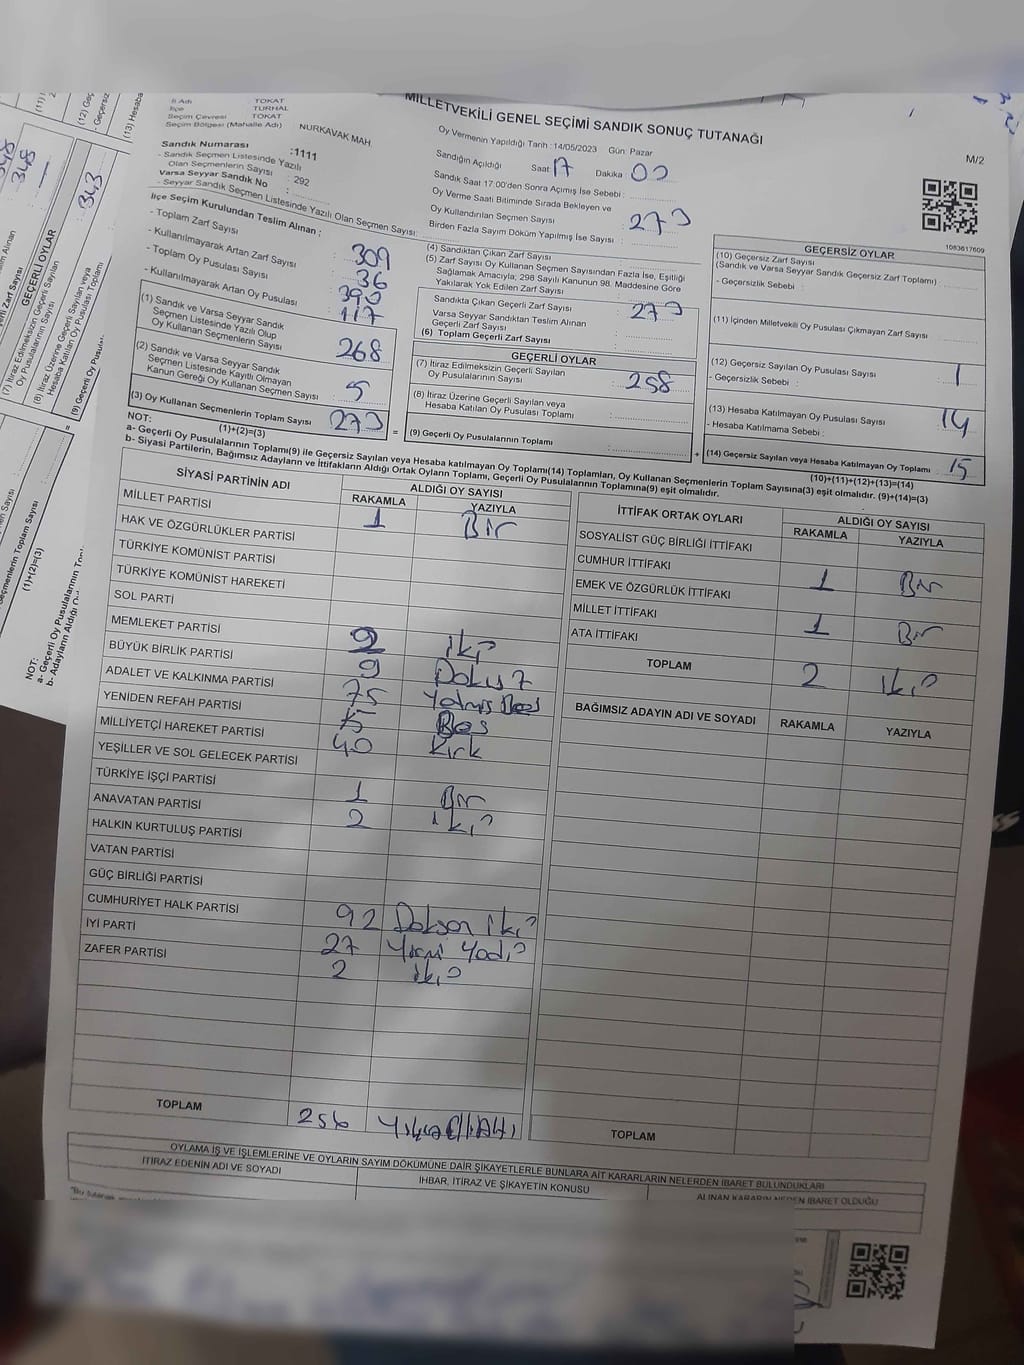 MİLLETVEKİLİ GENEL SEÇİMİ SANDIK SONUÇ TUTANAĞI
M/2
İl Adı TOKAT
İlçe TURHAL
Seçim Çevresi TOKAT
Seçim Bölgesi (Mahalle Adı) NURKAVAK MAH.
Sandık Numarası :1111
- Sandık Seçmen Listesinde Yazılı
Olan Seçmenlerin Sayısı : 292
Varsa Seyyar Sandık No :
- Seyyar Sandık Seçmen Listesinde Yazılı Olan Seçmen Sayısı:
Oy Vermenin Yapıldığı Tarih :14/05/2023 Gün: Pazar
Sandığın Açıldığı Saat: 17 Dakika: 00
Sandık Saat 17:00'den Sonra Açımış İse Sebebi :
Oy Verme Saati Bitiminde Sırada Bekleyen ve
Oy Kullandırılan Seçmen Sayısı : 273
Birden Fazla Sayım Döküm Yapılmış İse Sayısı :
1083617609
İlçe Seçim Kurulundan Teslim Alınan :
- Toplam Zarf Sayısı : 309
- Kullanılmayarak Artan Zarf Sayısı : 36
- Toplam Oy Pusulası Sayısı : 390
- Kullanılmayarak Artan Oy Pusulası : 117
(1) Sandık ve Varsa Seyyar Sandık
Seçmen Listesinde Yazılı Olup
Oy Kullanan Seçmenlerin Sayısı : 268
(2) Sandık ve Varsa Seyyar Sandık
Seçmen Listesinde Kayıtlı Olmayan
Kanun Gereği Oy Kullanan Seçmen Sayısı : 5
(3) Oy Kullanan Seçmenlerin Toplam Sayısı : 273
(1)+(2)=(3)
(4) Sandıktan Çıkan Zarf Sayısı :
(5) Zarf Sayısı Oy Kullanan Seçmen Sayısından Fazla İse, Eşitliği
Sağlamak Amacıyla; 298 Sayılı Kanunun 98. Maddesine Göre
Yakılarak Yok Edilen Zarf Sayısı :
Sandıkta Çıkan Geçerli Zarf Sayısı : 273
Varsa Seyyar Sandıktan Teslim Alınan
Geçerli Zarf Sayısı :
(6) Toplam Geçerli Zarf Sayısı :
GEÇERLİ OYLAR
(7) İtiraz Edilmeksizin Geçerli Sayılan
Oy Pusulalarının Sayısı : 258
(8) İtiraz Üzerine Geçerli Sayılan veya
Hesaba Katılan Oy Pusulası Toplamı :
(9) Geçerli Oy Pusulalarının Toplamı :
GEÇERSİZ OYLAR
(10) Geçersiz Zarf Sayısı
(Sandık ve Varsa Seyyar Sandık Geçersiz Zarf Toplamı) :
- Geçersizlik Sebebi :
(11) İçinden Milletvekili Oy Pusulası Çıkmayan Zarf Sayısı :
(12) Geçersiz Sayılan Oy Pusulası Sayısı : 1
- Geçersizlik Sebebi :
(13) Hesaba Katılmayan Oy Pusulası Sayısı : 14
- Hesaba Katılmama Sebebi :
(14) Geçersiz Sayılan veya Hesaba Katılmayan Oy Toplamı : 15
(10)+(11)+(12)+(13)=(14)
NOT:
a- Geçerli Oy Pusulalarının Toplamı(9) ile Geçersiz Sayılan veya Hesaba katılmayan Oy Toplamı(14) Toplamları, Oy Kullanan Seçmenlerin Toplam Sayısına(3) eşit olmalıdır. (9)+(14)=(3)
b- Siyasi Partilerin, Bağımsız Adayların ve İttifakların Aldığı Ortak Oyların Toplamı, Geçerli Oy Pusulalarının Toplamına(9) eşit olmalıdır.
SİYASİ PARTİNİN ADI ALDIĞI OY SAYISI
RAKAMLA YAZIYLA
MİLLET PARTİSİ 1 Bir
HAK VE ÖZGÜRLÜKLER PARTİSİ
TÜRKİYE KOMÜNİST PARTİSİ
TÜRKİYE KOMÜNİST HAREKETİ
SOL PARTİ
MEMLEKET PARTİSİ 2 iki
BÜYÜK BİRLİK PARTİSİ 9 Dokuz
ADALET VE KALKINMA PARTİSİ 75 Yetmiş Beş
YENİDEN REFAH PARTİSİ 5 Beş
MİLLİYETÇİ HAREKET PARTİSİ 40 Kırk
YEŞİLLER VE SOL GELECEK PARTİSİ
TÜRKİYE İŞÇİ PARTİSİ 1 Bir
ANAVATAN PARTİSİ 2 iki
HALKIN KURTULUŞ PARTİSİ
VATAN PARTİSİ
GÜÇ BİRLİĞİ PARTİSİ
CUMHURİYET HALK PARTİSİ 92 Doksan iki
İYİ PARTİ 27 Yirmi Yedi
ZAFER PARTİSİ 2 iki
TOPLAM 256
İTTİFAK ORTAK OYLARI ALDIĞI OY SAYISI
RAKAMLA YAZIYLA
SOSYALİST GÜÇ BİRLİĞİ İTTİFAKI
CUMHUR İTTİFAKI 1 Bir
EMEK VE ÖZGÜRLÜK İTTİFAKI
MİLLET İTTİFAKI 1 Bir
ATA İTTİFAKI
TOPLAM 2 iki
BAĞIMSIZ ADAYIN ADI VE SOYADI RAKAMLA YAZIYLA
TOPLAM
OYLAMA İŞ VE İŞLEMLERİNE VE OYLARIN SAYIM DÖKÜMÜNE DAİR ŞİKAYETLERLE BUNLARA AİT KARARLARIN NELERDEN İBARET BULUNDUKLARI
İTİRAZ EDENİN ADI VE SOYADI
İHBAR, İTİRAZ VE ŞİKAYETİN KONUSU
ALINAN KARARIN NEDEN İBARET OLDUĞU